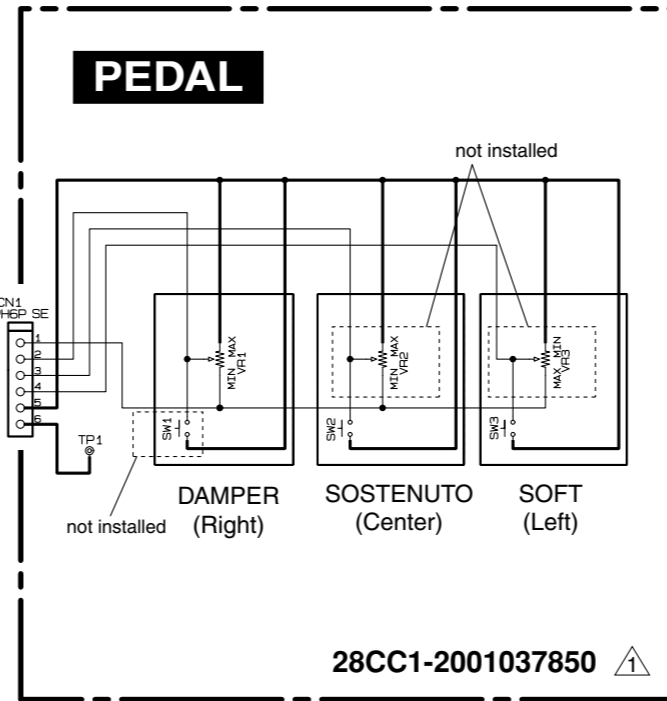 PEDAL
not installed
CN1
PH6P SE
1
2
3
4
5
6
TP1
MIN MAX
VR1
SW1
MIN MAX
VR2
SW2
MAX MIN
VR3
SW3
not installed
DAMPER
(Right)
SOSTENUTO
(Center)
SOFT
(Left)
28CC1-2001037850 1